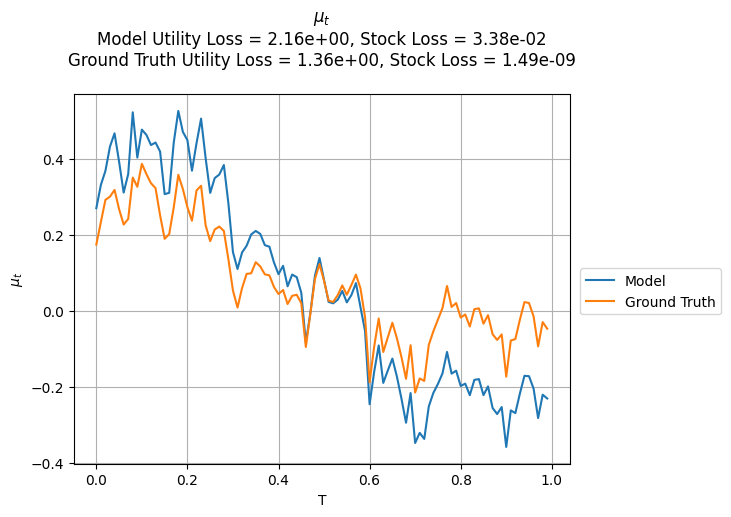 μt
Model Utility Loss = 2.16e+00, Stock Loss = 3.38e-02
Ground Truth Utility Loss = 1.36e+00, Stock Loss = 1.49e-09
0.4
0.2
0.0
−0.2
−0.4
μt
0.0 0.2 0.4 0.6 0.8 1.0
T
Model
Ground Truth